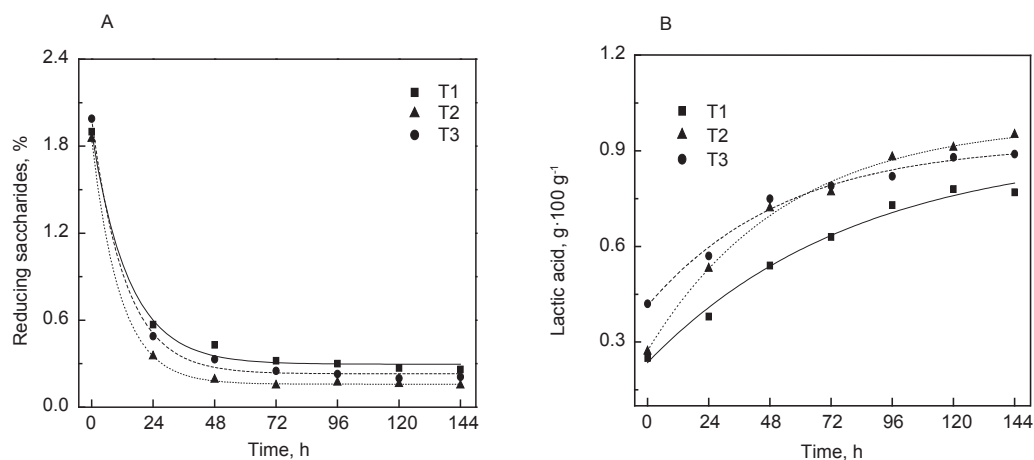 A
2.4
1.8
1.2
0.6
0.0
Reducing saccharides, %
T1
T2
T3
0 24 48 72 96 120 144
Time, h
B
1.2
0.9
0.6
0.3
Lactic acid, g·100 g⁻¹
T1
T2
T3
0 24 48 72 96 120 144
Time, h